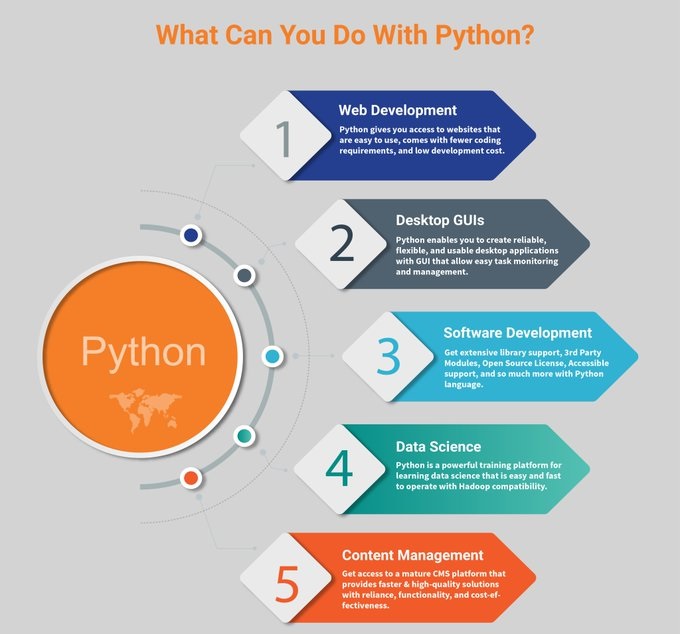 What Can You Do With Python?
1
Web Development
Python gives you access to websites that
are easy to use, comes with fewer coding
requirements, and low development cost.
2
Desktop GUIs
Python enables you to create reliable,
flexible, and usable desktop applications
with GUI that allow easy task monitoring
and management.
Python
3
Software Development
Get extensive library support, 3rd Party
Modules, Open Source License, Accessible
support, and so much more with Python
language.
4
Data Science
Python is a powerful training platform for
learning data science that is easy and fast
to operate with Hadoop compatibility.
5
Content Management
Get access to a mature CMS platform that
provides faster & high-quality solutions
with reliance, functionality, and cost-ef-
fectiveness.